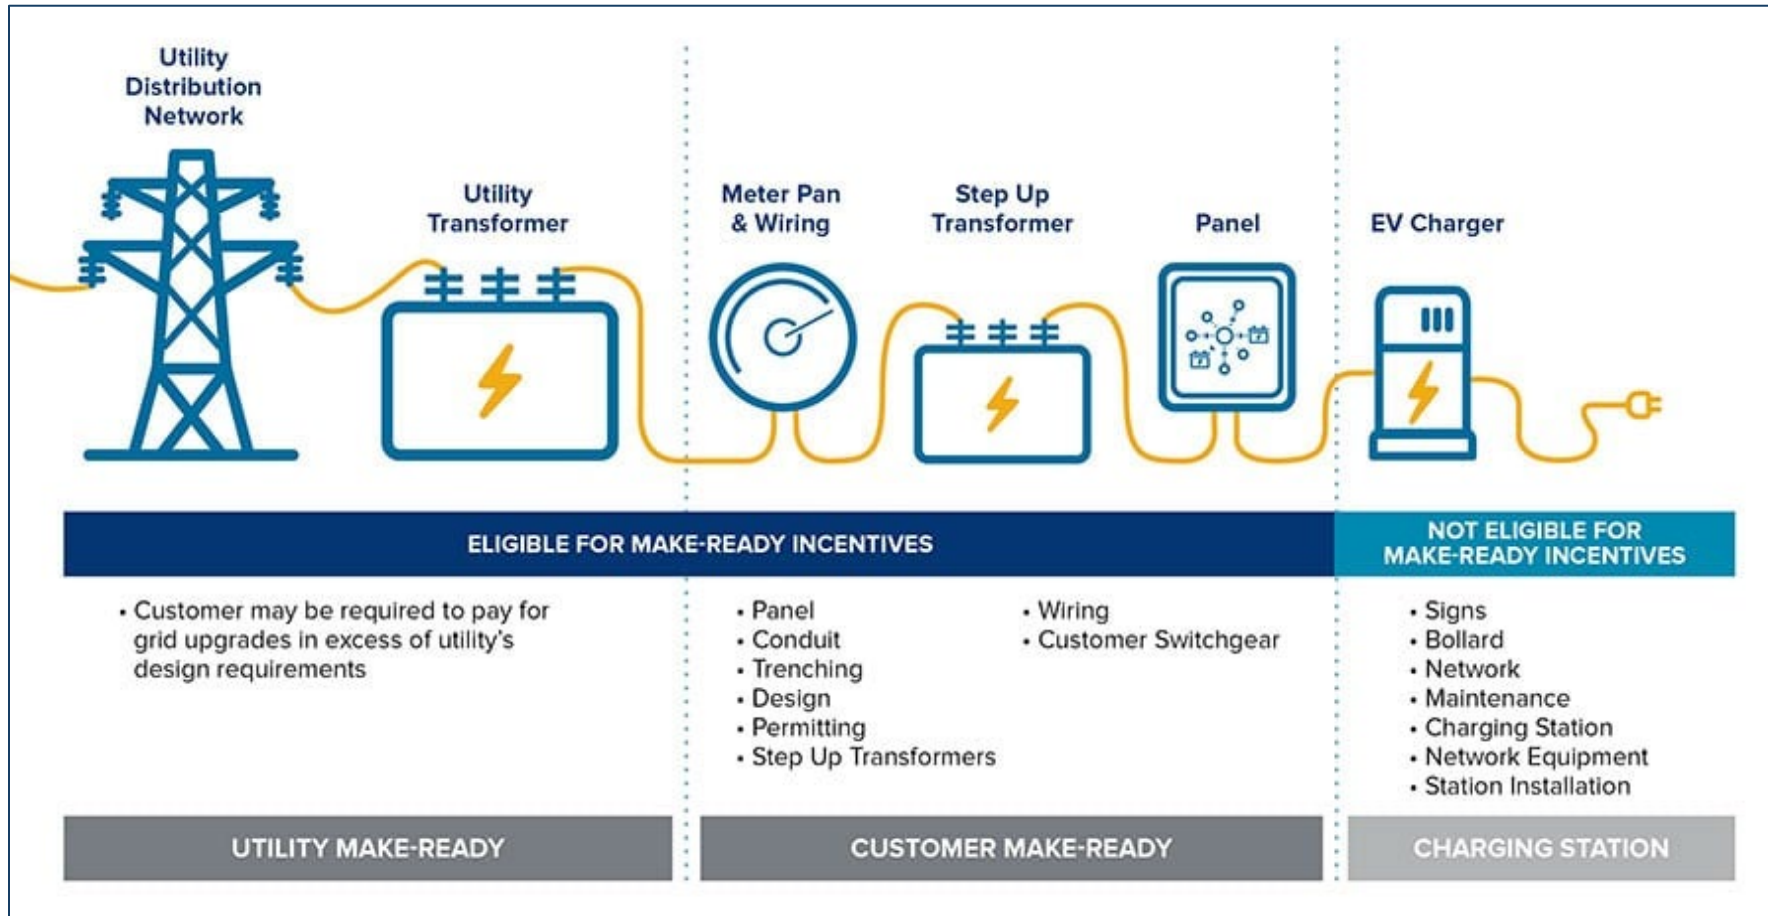 Utility
Distribution
Network
Utility
Transformer
Meter Pan
& Wiring
Step Up
Transformer
Panel
EV Charger
ELIGIBLE FOR MAKE-READY INCENTIVES
NOT ELIGIBLE FOR
MAKE-READY INCENTIVES
• Customer may be required to pay for
grid upgrades in excess of utility’s
design requirements
• Panel
• Conduit
• Trenching
• Design
• Permitting
• Step Up Transformers
• Wiring
• Customer Switchgear
• Signs
• Bollard
• Network
• Maintenance
• Charging Station
• Network Equipment
• Station Installation
UTILITY MAKE-READY
CUSTOMER MAKE-READY
CHARGING STATION